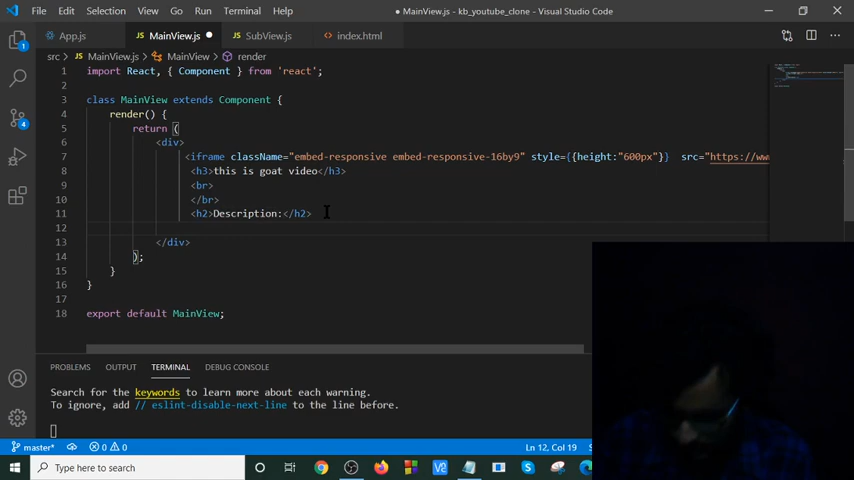 File Edit Selection View Go Run Terminal Help ● MainView.js - kb_youtube_clone - Visual Studio Code
App.js MainView.js ● SubView.js index.html
src > MainView.js > MainView > render
1 import React, { Component } from 'react';
2
3 class MainView extends Component {
4 render() {
5 return (
6 <div>
7 <iframe className="embed-responsive embed-responsive-16by9" style={{height:"600px"}} src="https://www
8 <h3>this is goat video</h3>
9 <br>
10 </br>
11 <h2>Description:</h2>
12
13 </div>
14 );
15 }
16 }
17
18 export default MainView;
PROBLEMS OUTPUT TERMINAL DEBUG CONSOLE
Search for the keywords to learn more about each warning.
To ignore, add // eslint-disable-next-line to the line before.
master* 0 0 Ln 12, Col 19
Type here to search